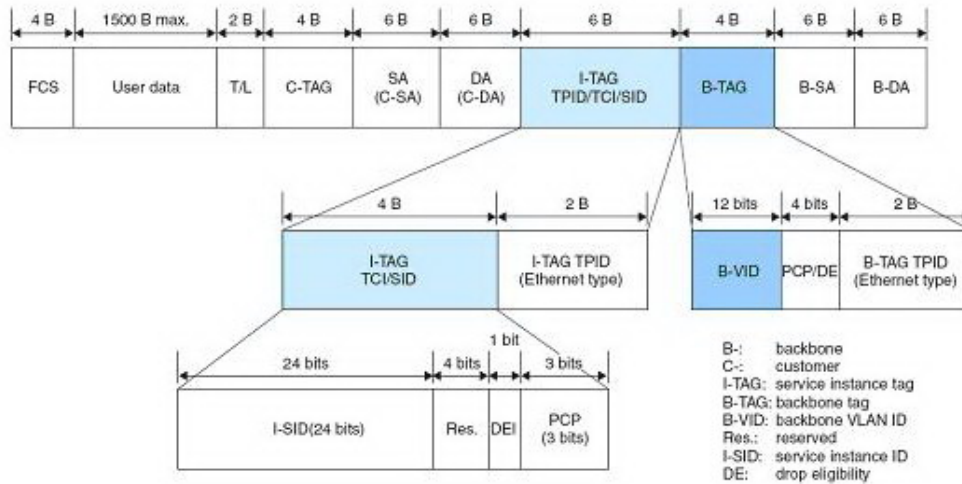 4 B 1500 B max. 2 B 4 B 6 B 6 B 6 B 4 B 6 B 6 B
FCS User data T/L C-TAG SA (C-SA) DA (C-DA) I-TAG TPID/TCI/SID B-TAG B-SA B-DA
4 B 2 B 12 bits 4 bits 2 B
I-TAG TCI/SID I-TAG TPID (Ethernet type) B-VID PCP/DE B-TAG TPID (Ethernet type)
1 bit
24 bits 4 bits 3 bits
I-SID(24 bits) Res. DEI PCP (3 bits)
B-: backbone
C-: customer
I-TAG: service instance tag
B-TAG: backbone tag
B-VID: backbone VLAN ID
Res.: reserved
I-SID: service instance ID
DE: drop eligibility